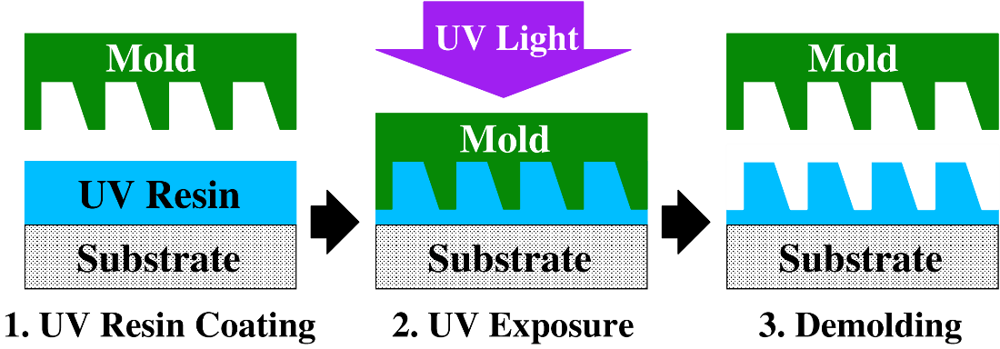 Mold
UV Resin
Substrate
1. UV Resin Coating
UV Light
Mold
Substrate
2. UV Exposure
Mold
Substrate
3. Demolding